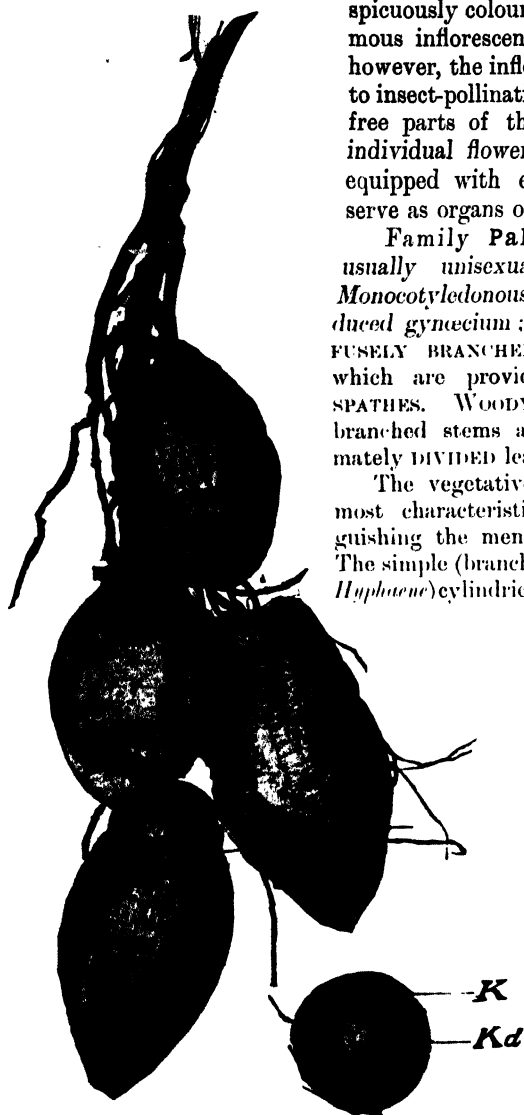 spicuously colour
mous inflorescen
however, the infl
to insect-pollinati
free parts of th
individual flower
equipped with e
serve as organs o
Family Pal
usually unisexua
Monocotyledonous
duced gynœcium ;
FUSELY BRANCHE
which are provid
SPATHES. WOODY
branched stems a
mately DIVIDED lea
The vegetativ
most characteristi
guishing the men
The simple (branch
Hyphaene) cylindric
K
Kd